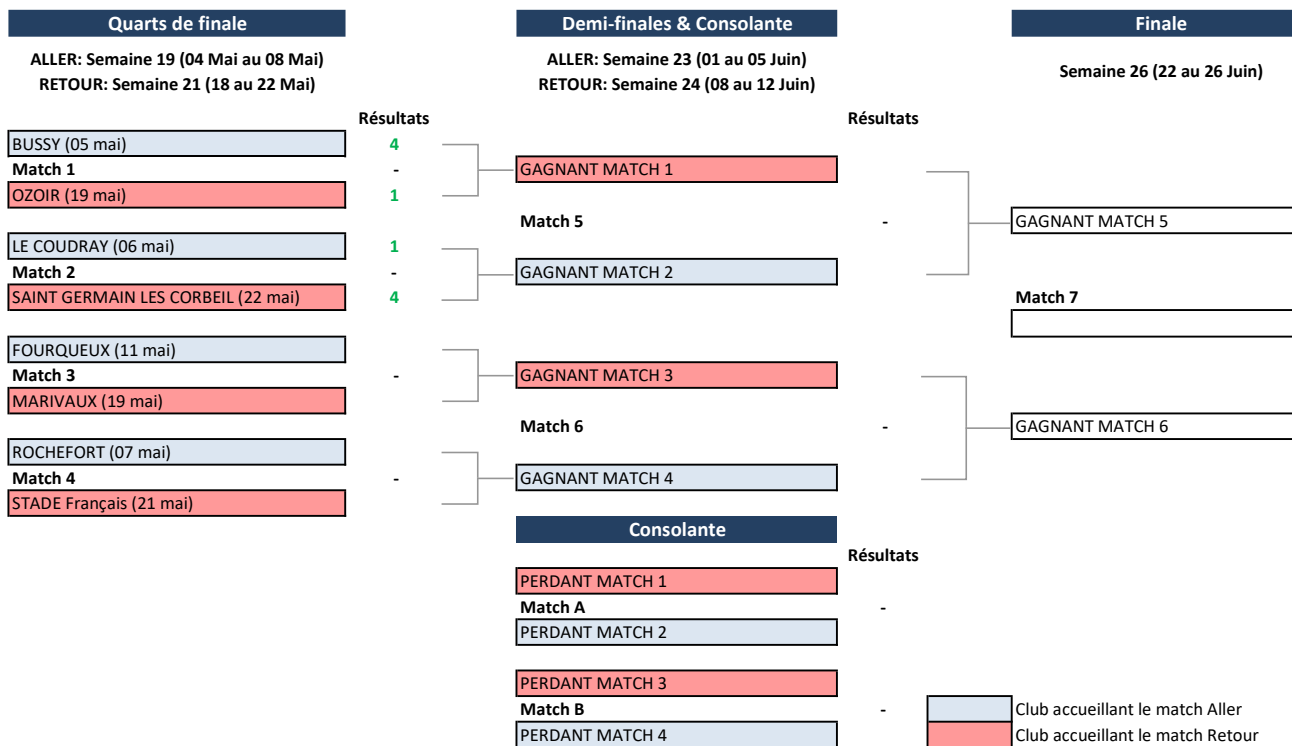 Quarts de finale
ALLER: Semaine 19 (04 Mai au 08 Mai)
RETOUR: Semaine 21 (18 au 22 Mai)
Résultats
BUSSY (05 mai)
4
Match 1
-
OZOIR (19 mai)
1
LE COUDRAY (06 mai)
1
Match 2
-
SAINT GERMAIN LES CORBEIL (22 mai)
4
FOURQUEUX (11 mai)
Match 3
-
MARIVAUX (19 mai)
ROCHEFORT (07 mai)
Match 4
-
STADE Français (21 mai)
Demi-finales & Consolante
ALLER: Semaine 23 (01 au 05 Juin)
RETOUR: Semaine 24 (08 au 12 Juin)
Résultats
GAGNANT MATCH 1
Match 5
-
GAGNANT MATCH 2
GAGNANT MATCH 3
Match 6
-
GAGNANT MATCH 4
Consolante
Résultats
PERDANT MATCH 1
Match A
-
PERDANT MATCH 2
PERDANT MATCH 3
Match B
-
PERDANT MATCH 4
Finale
Semaine 26 (22 au 26 Juin)
GAGNANT MATCH 5
Match 7
GAGNANT MATCH 6
Club accueillant le match Aller
Club accueillant le match Retour